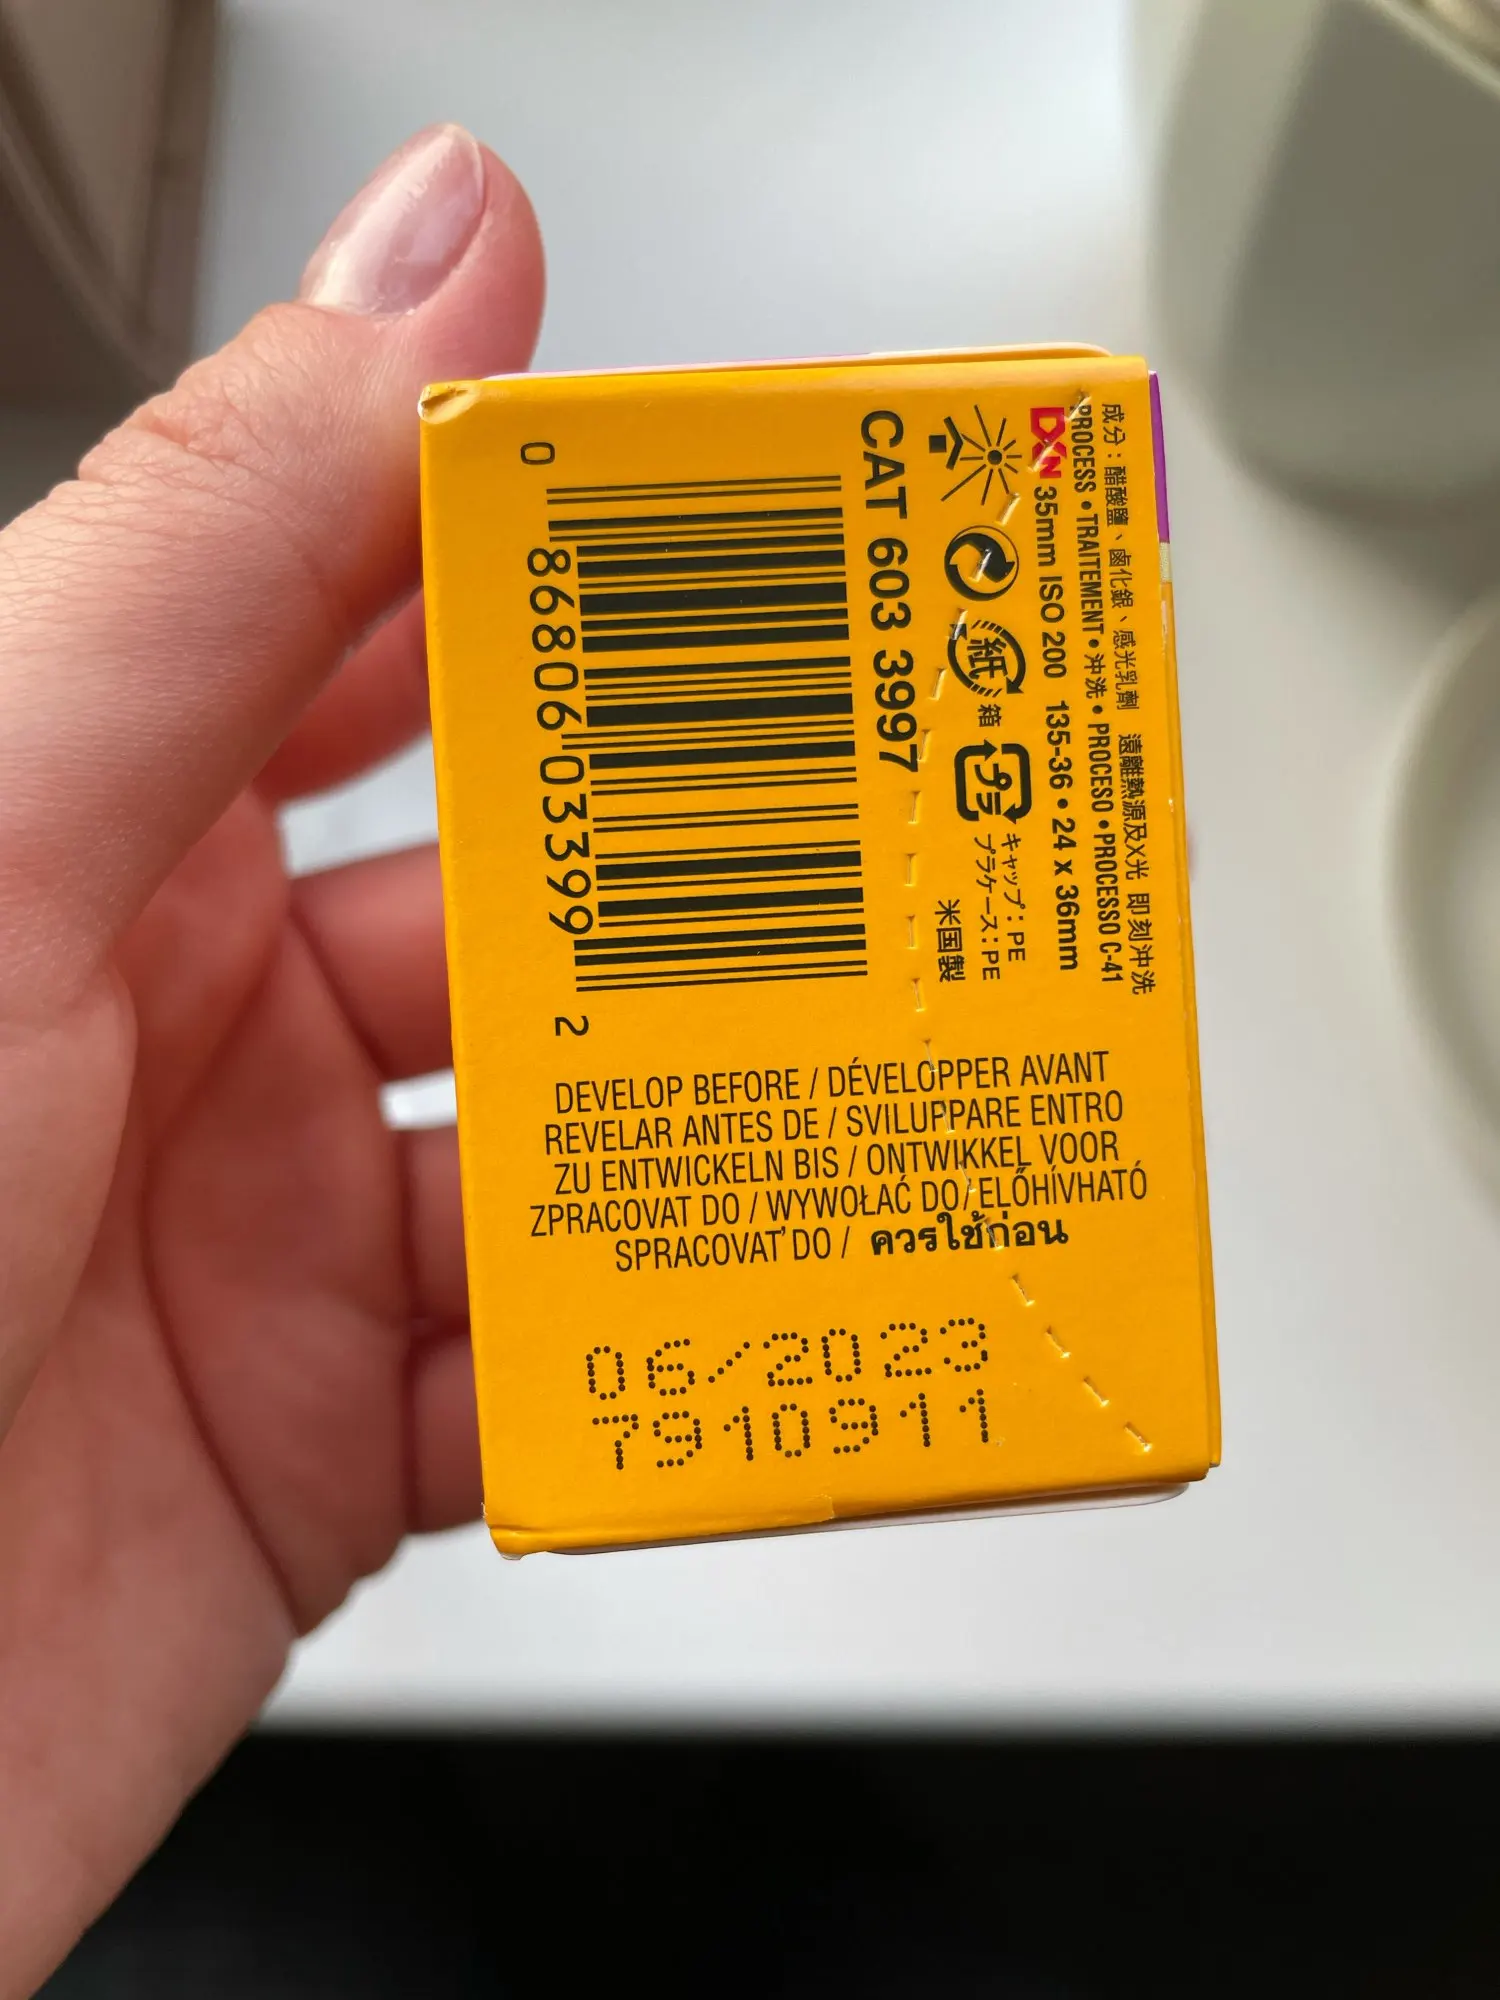 成分：醋酸鹽、鹵化銀、感光乳劑 遠離熱源及X光 即刻沖洗
PROCESS • TRAITEMENT • 沖洗 • PROCESO • PROCESSO C-41
DXN 35mm ISO 200 135-36 • 24 x 36mm
紙 箱 プラ キャップ：PE
プラケース：PE
米国製
CAT 603 3997
0 86806 03399 2
DEVELOP BEFORE / DÉVELOPPER AVANT
REVELAR ANTES DE / SVILUPPARE ENTRO
ZU ENTWICKELN BIS / ONTWIKKEL VOOR
ZPRACOVAT DO / WYWOŁAĆ DO / ELŐHÍVHATÓ
SPRACOVAŤ DO / ควรใช้ก่อน
06/2023
7910911